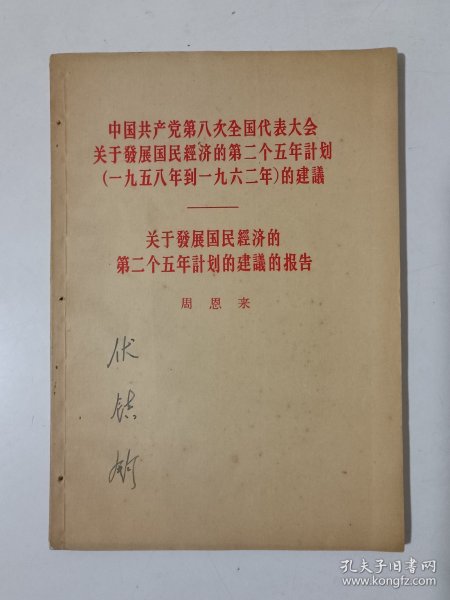 中国共产党第八次全国代表大会
关于發展国民經济的第二个五年計划
(一九五八年到一九六二年)的建議
关于發展国民經济的
第二个五年計划的建議的报告
周恩来
伏
孔夫子旧书网
www.kongfz.com